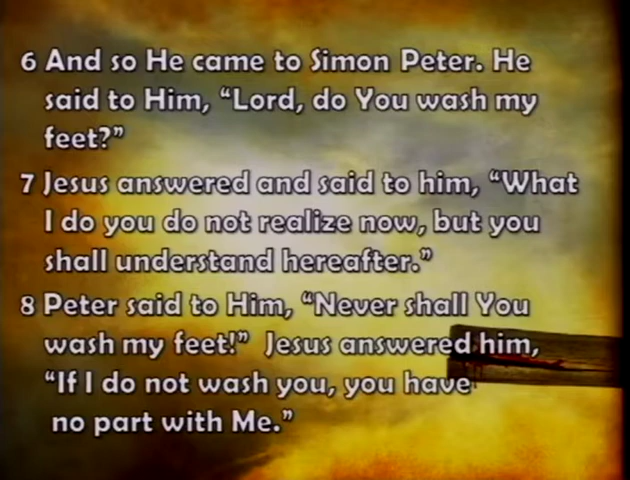 6 And so He came to Simon Peter. He
said to Him, “Lord, do You wash my
feet?”
7 Jesus answered and said to him, “What
I do you do not realize now, but you
shall understand hereafter.”
8 Peter said to Him, “Never shall You
wash my feet!” Jesus answered him,
“If I do not wash you, you have
no part with Me.”